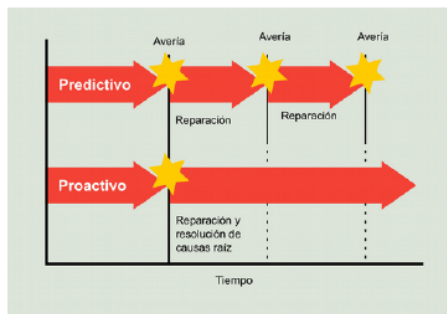 Avería
Avería
Avería
Predictivo
Reparación
Reparación
Proactivo
Reparación y
resolución de
causas raíz
Tiempo